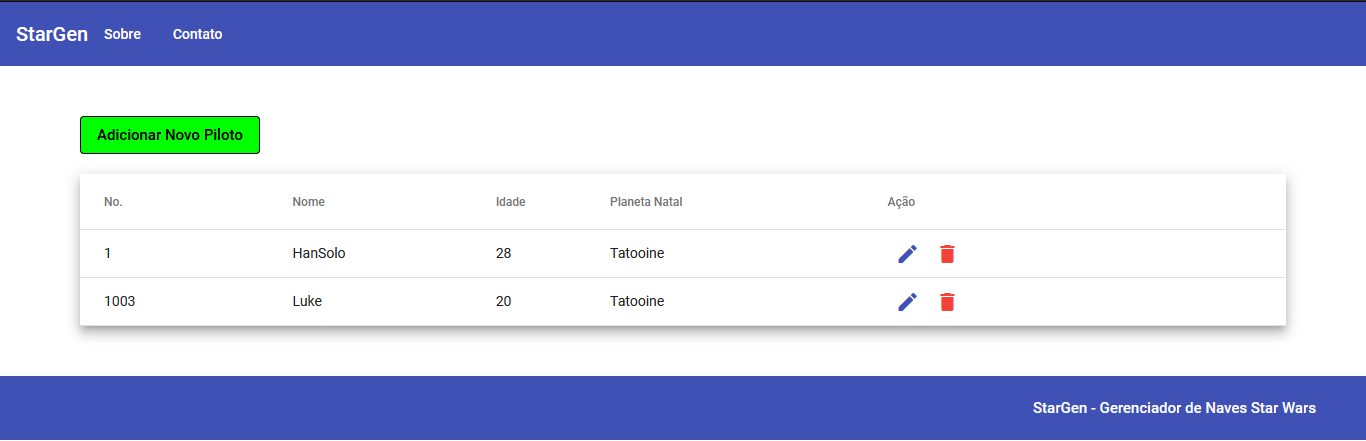 StarGen Sobre Contato
Adicionar Novo Piloto
No. Nome Idade Planeta Natal Ação
1 HanSolo 28 Tatooine
1003 Luke 20 Tatooine
StarGen - Gerenciador de Naves Star Wars